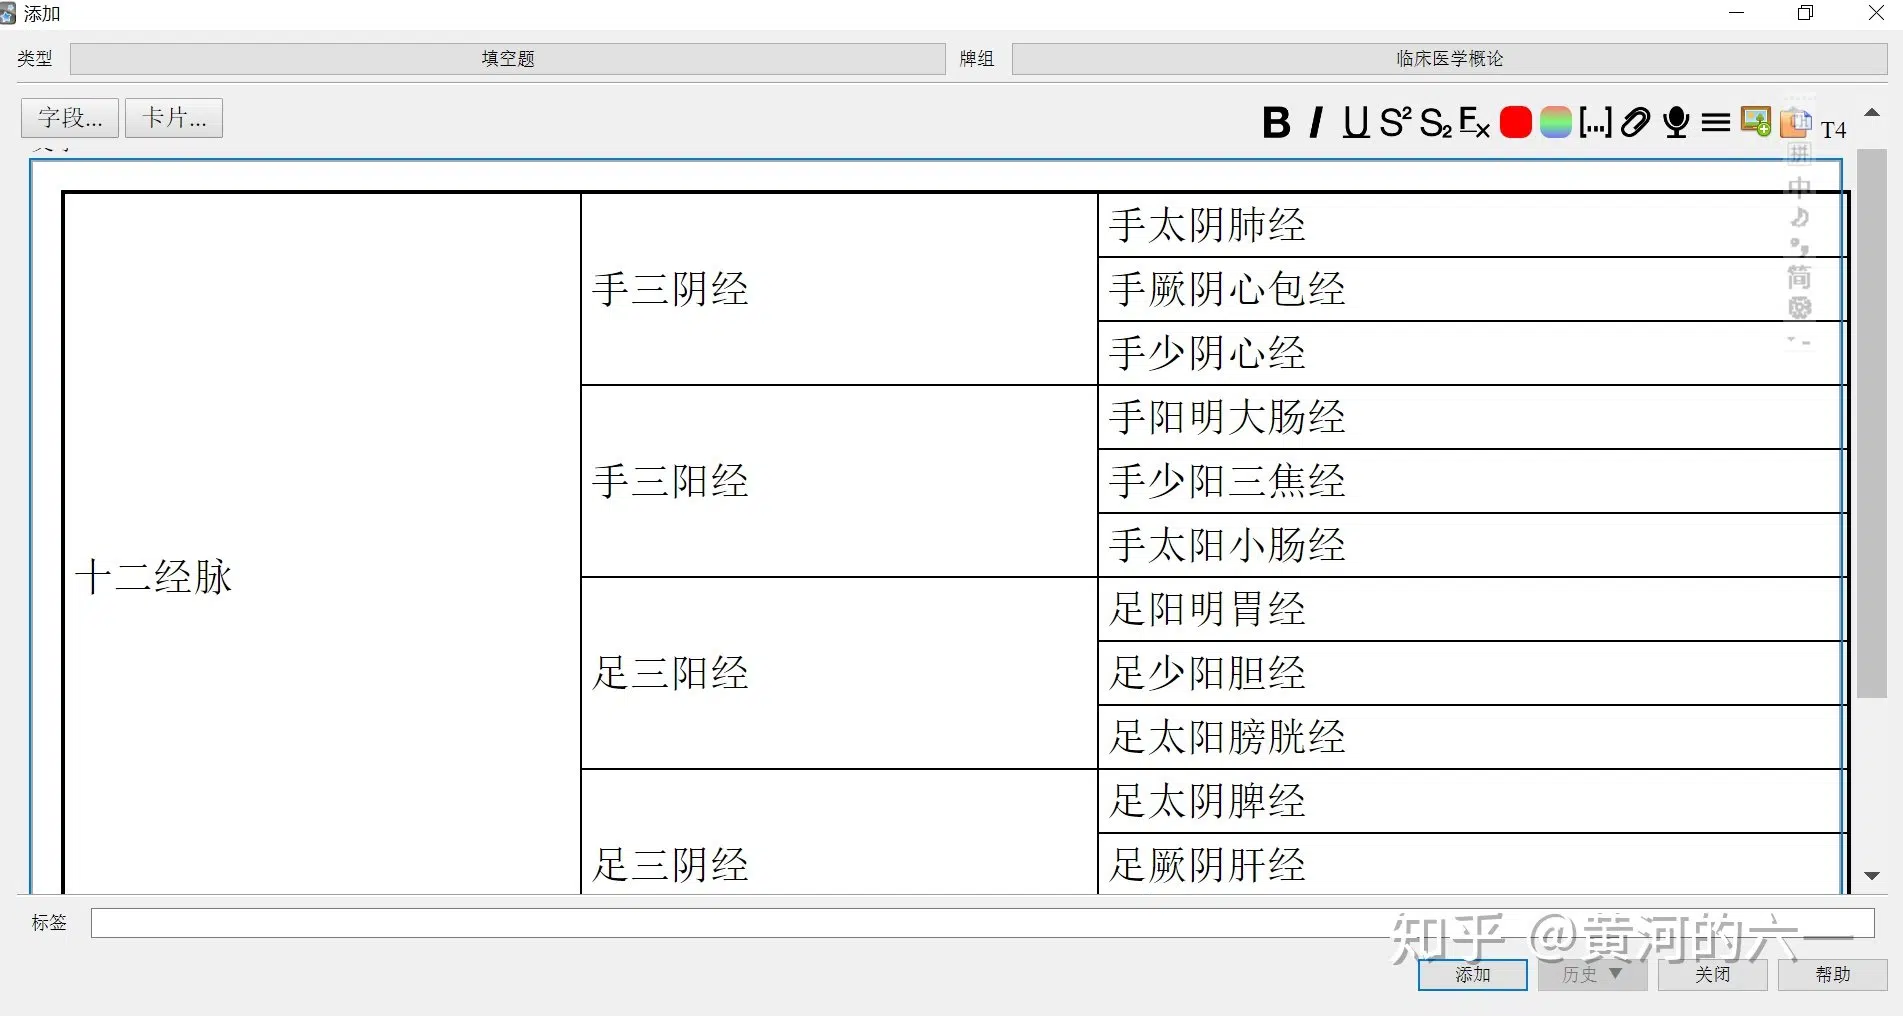 添加
类型 填空题 牌组 临床医学概论
字段... 卡片...
B I U S² S₂ Fx [...] T4
拼
中
简
手太阴肺经
手三阴经 手厥阴心包经
手少阴心经
手阳明大肠经
手三阳经 手少阳三焦经
手太阳小肠经
十二经脉
足阳明胃经
足三阳经 足少阳胆经
足太阳膀胱经
足太阴脾经
足三阴经 足厥阴肝经
标签
知乎 @黄河的六一
添加 历史 ▼ 关闭 帮助